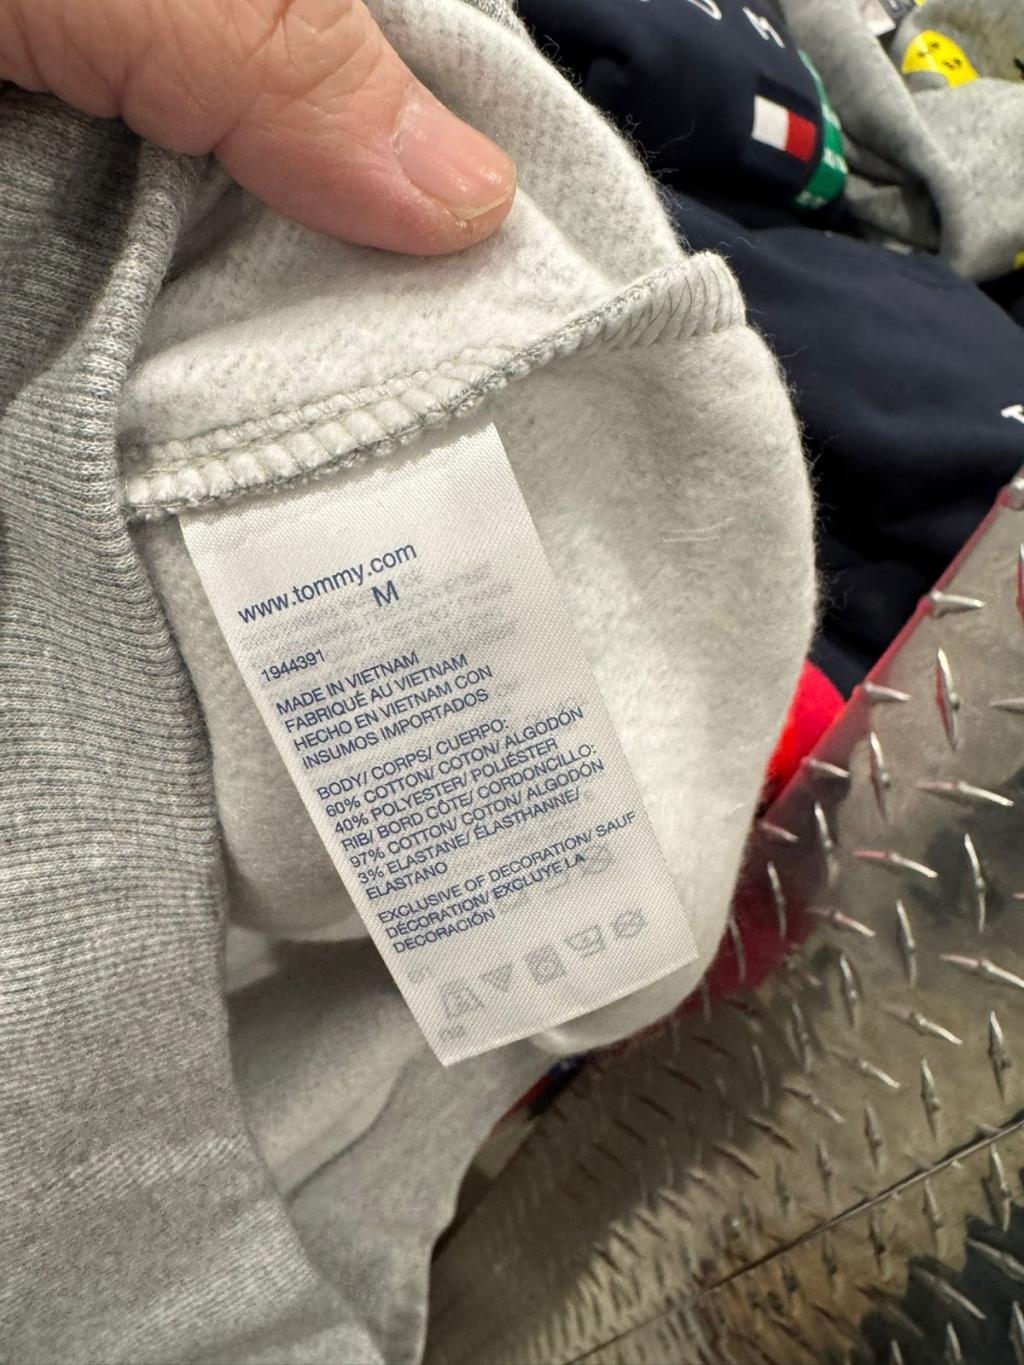 www.tommy.com
M
1944391
MADE IN VIETNAM
FABRIQUÉ AU VIETNAM
HECHO EN VIETNAM CON
INSUMOS IMPORTADOS
BODY/ CORPS/ CUERPO:
60% COTTON/ COTON/ ALGODÓN
40% POLYESTER/ POLIÉSTER
RIB/ BORD CÔTE/ CORDONCILLO:
97% COTTON/ COTON/ ALGODÓN
3% ELASTANE/ ÉLASTHANNE/
ELASTANO
EXCLUSIVE OF DECORATION/ SAUF
DÉCORATION/ EXCLUYE LA
DECORACIÓN